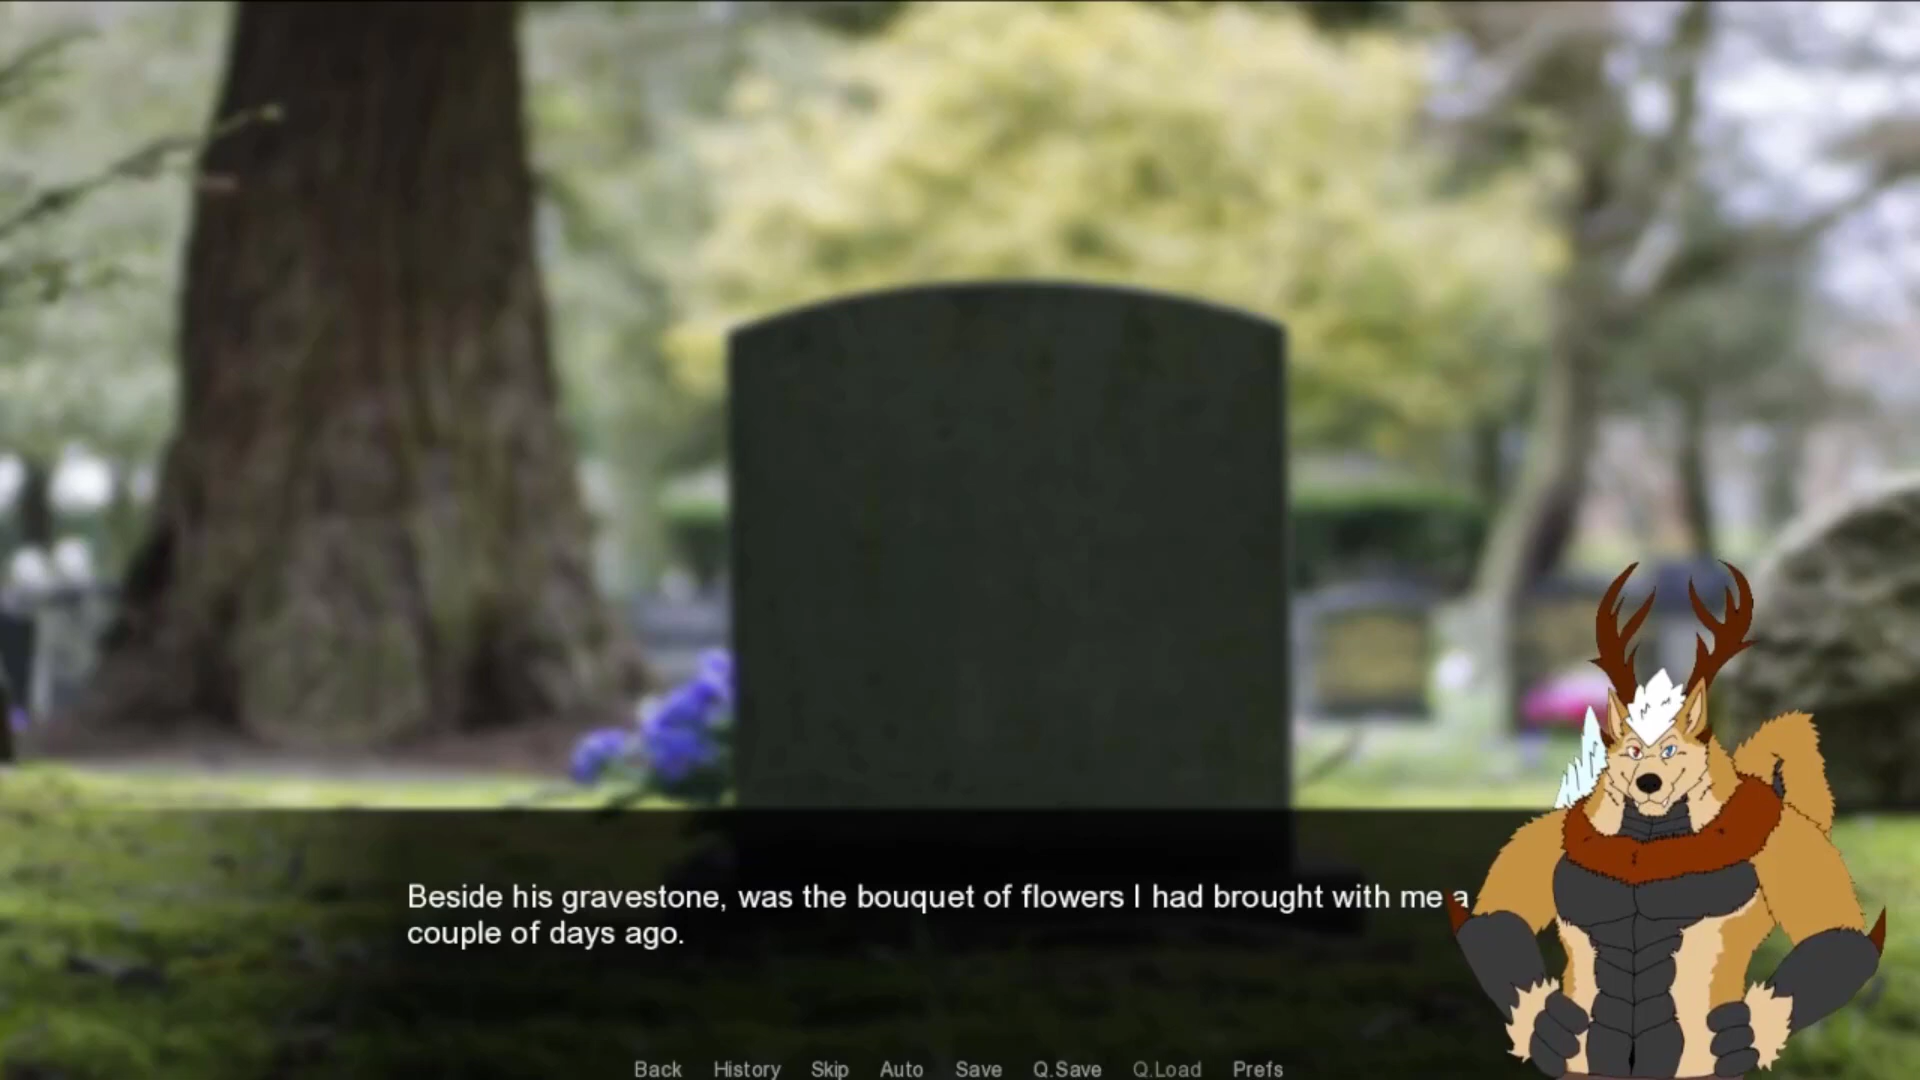 Beside his gravestone, was the bouquet of flowers I had brought with me a
couple of days ago.
Back History Skip Auto Save Q.Save Q.Load Prefs